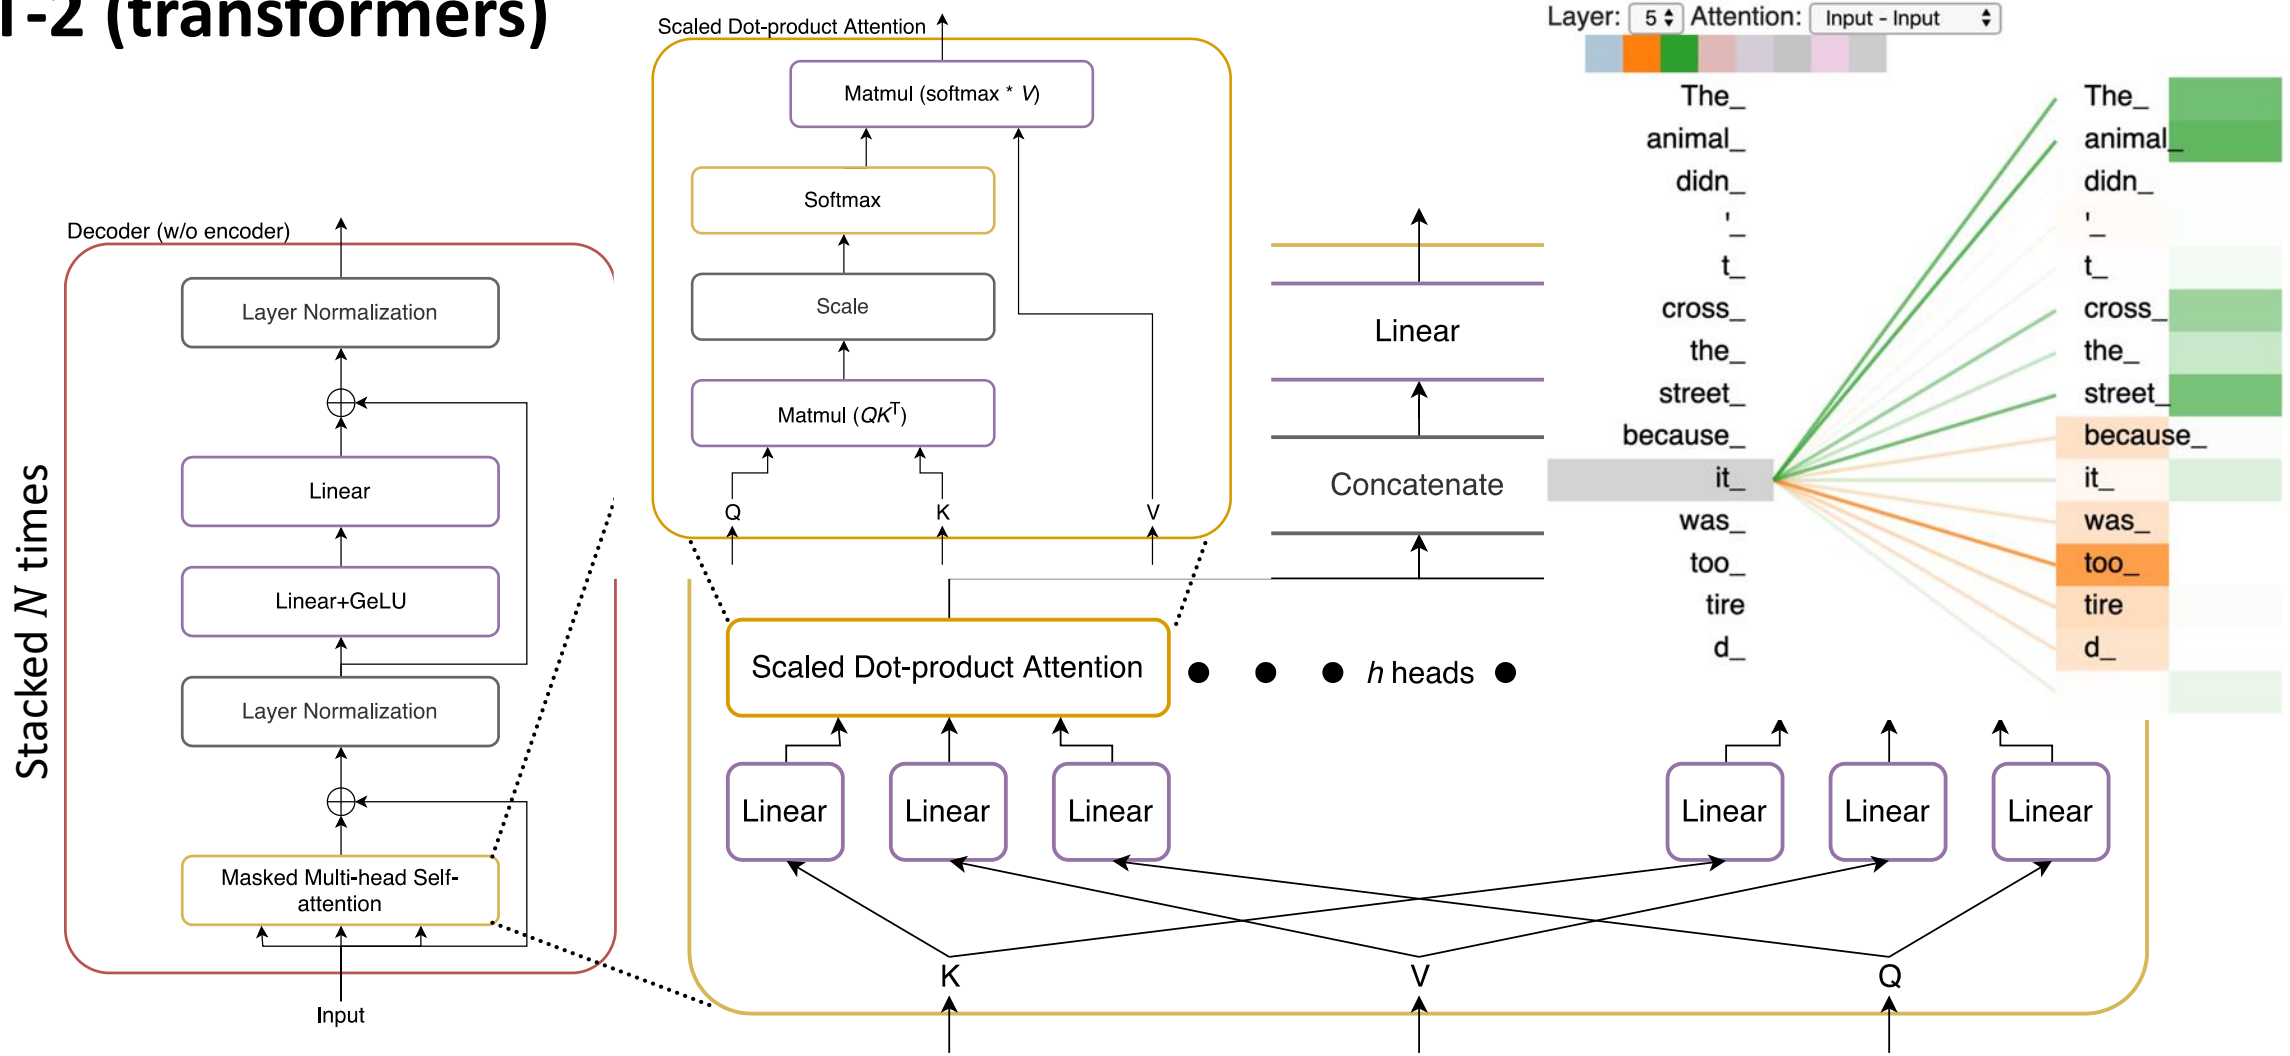 T-2 (transformers)
Stacked N times
Decoder (w/o encoder)
Layer Normalization
Linear
Linear+GeLU
Layer Normalization
Masked Multi-head Self-
attention
Input
Scaled Dot-product Attention
Matmul (softmax * V)
Softmax
Scale
Matmul (QKᵀ)
Q K V
Linear
Concatenate
Scaled Dot-product Attention
h heads
Linear Linear Linear
Linear Linear Linear
K V Q
Layer: 5 Attention: Input - Input
The_ The_
animal_ animal_
didn_ didn_
'_ '_
t_ t_
cross_ cross_
the_ the_
street_ street_
because_ because_
it_ it_
was_ was_
too_ too_
tire tire
d_ d_